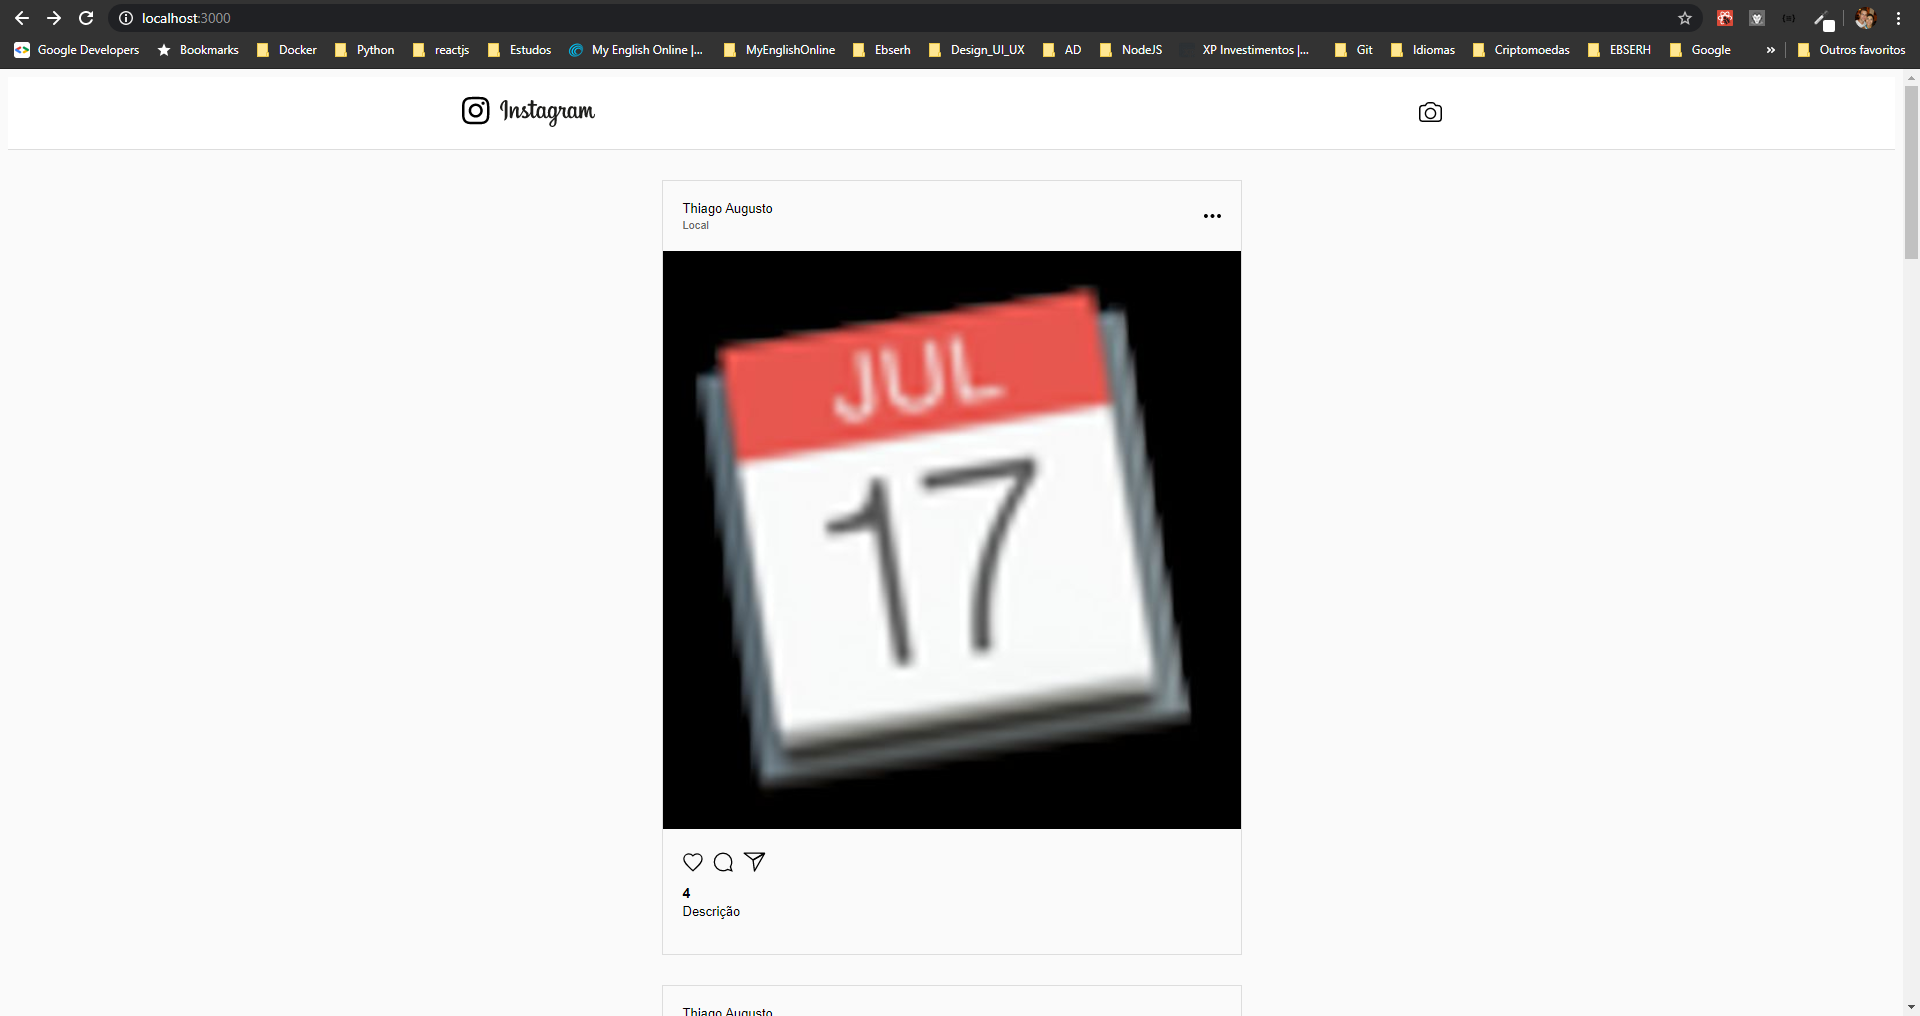 localhost:3000
Google Developers Bookmarks Docker Python reactjs Estudos My English Online |... MyEnglishOnline Ebserh Design_UI_UX AD NodeJS XP Investimentos |... Git Idiomas Criptomoedas EBSERH Google » Outros favoritos
Instagram
Thiago Augusto
Local
JUL
17
4
Descrição
Thiago Augusto